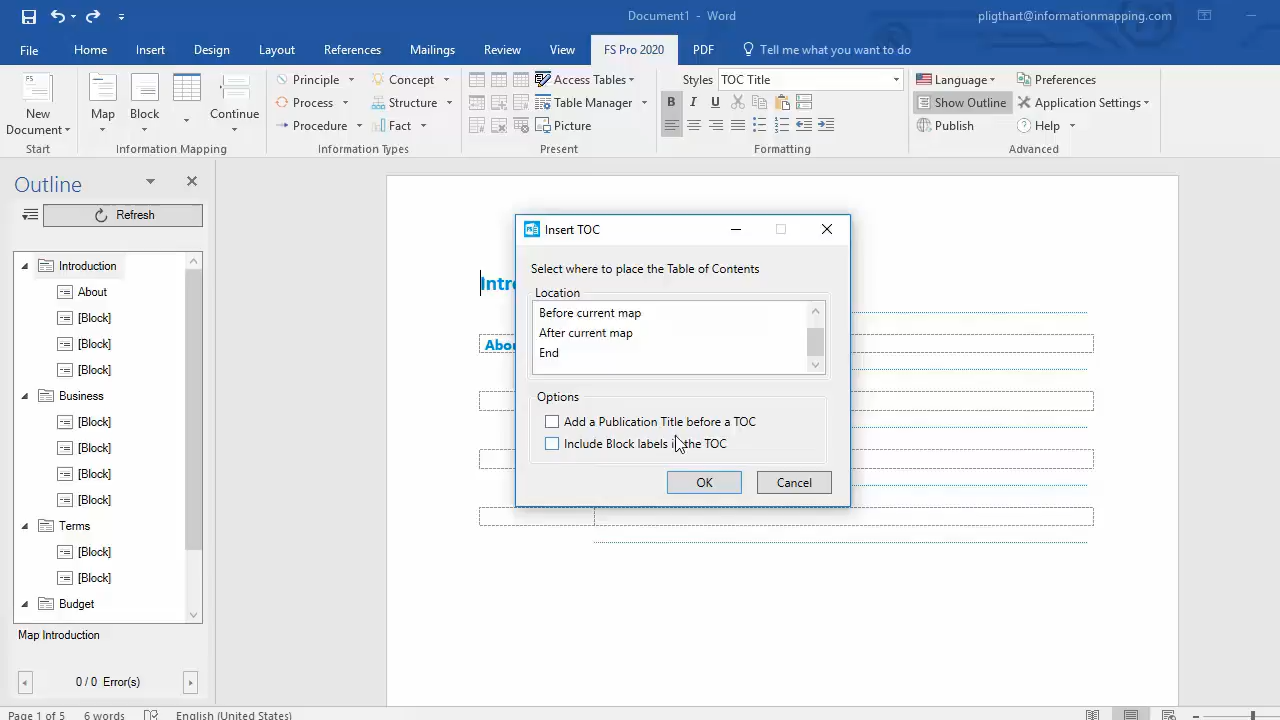 Document1 - Word
pligthart@informationmapping.com
File Home Insert Design Layout References Mailings Review View FS Pro 2020 PDF Tell me what you want to do
New Document
Start
Map Block Continue
Information Mapping
Principle Concept
Process Structure
Procedure Fact
Information Types
Access Tables
Table Manager
Picture
Present
Styles TOC Title
B I U
Formatting
Language Preferences
Show Outline Application Settings
Publish Help
Advanced
Outline
Refresh
Introduction
About
[Block]
[Block]
[Block]
Business
[Block]
[Block]
[Block]
[Block]
Terms
[Block]
[Block]
Budget
Map Introduction
0 / 0 Error(s)
Intro
Abou
Insert TOC
Select where to place the Table of Contents
Location
Before current map
After current map
End
Options
Add a Publication Title before a TOC
Include Block labels in the TOC
OK Cancel
Page 1 of 5 6 words English (United States)